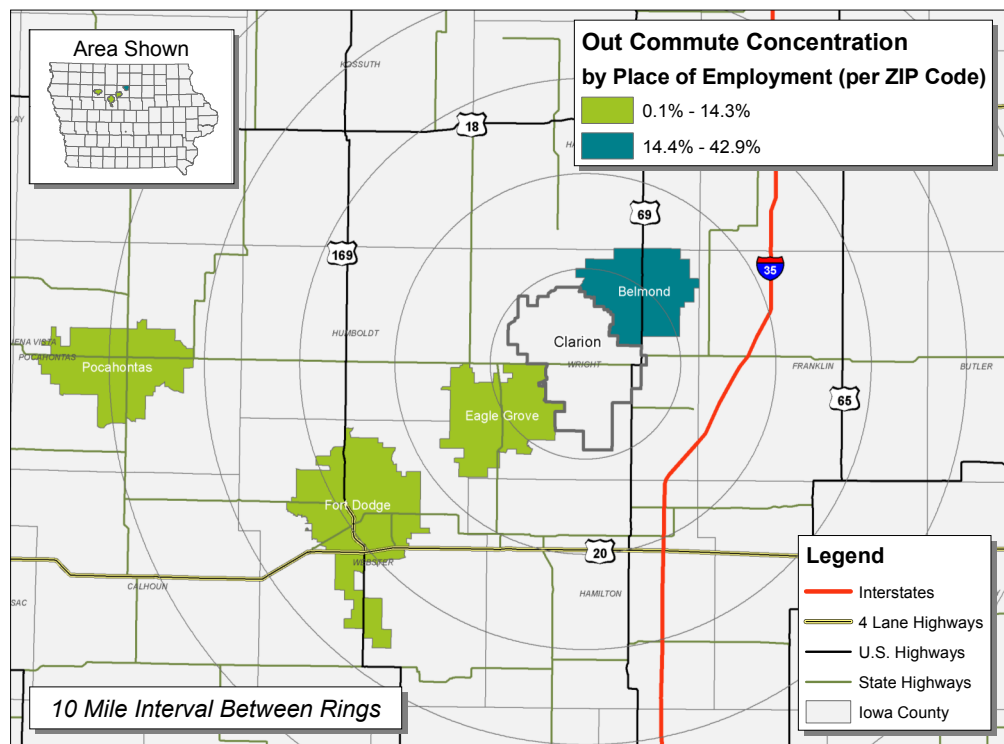 Area Shown
Out Commute Concentration
by Place of Employment (per ZIP Code)
0.1% - 14.3%
14.4% - 42.9%
KOSSUTH
18
69
169
35
Belmond
HUMBOLDT
Clarion
WRIGHT
POCAHONTAS
Pocahontas
FRANKLIN
BUTLER
65
Eagle Grove
Fort Dodge
20
WEBSTER
CALHOUN
HAMILTON
SAC
Legend
Interstates
4 Lane Highways
U.S. Highways
State Highways
Iowa County
10 Mile Interval Between Rings